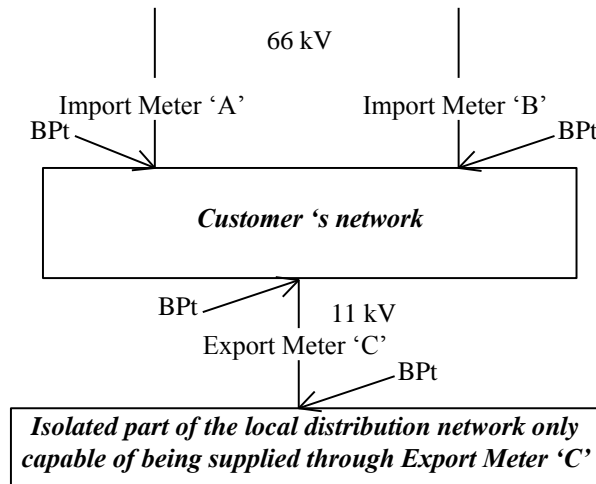 66 kV
Import Meter ‘A’
Import Meter ‘B’
BPt
BPt
Customer ‘s network
BPt
11 kV
Export Meter ‘C’
BPt
Isolated part of the local distribution network only
capable of being supplied through Export Meter ‘C’